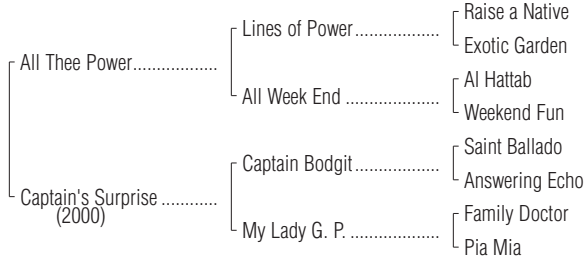 Raise a Native
Lines of Power...................
Exotic Garden
All Thee Power..................
Al Hattab
All Week End .....................
Weekend Fun
Saint Ballado
Captain Bodgit...................
Answering Echo
Captain's Surprise ............
(2000)
Family Doctor
My Lady G. P. ....................
Pia Mia